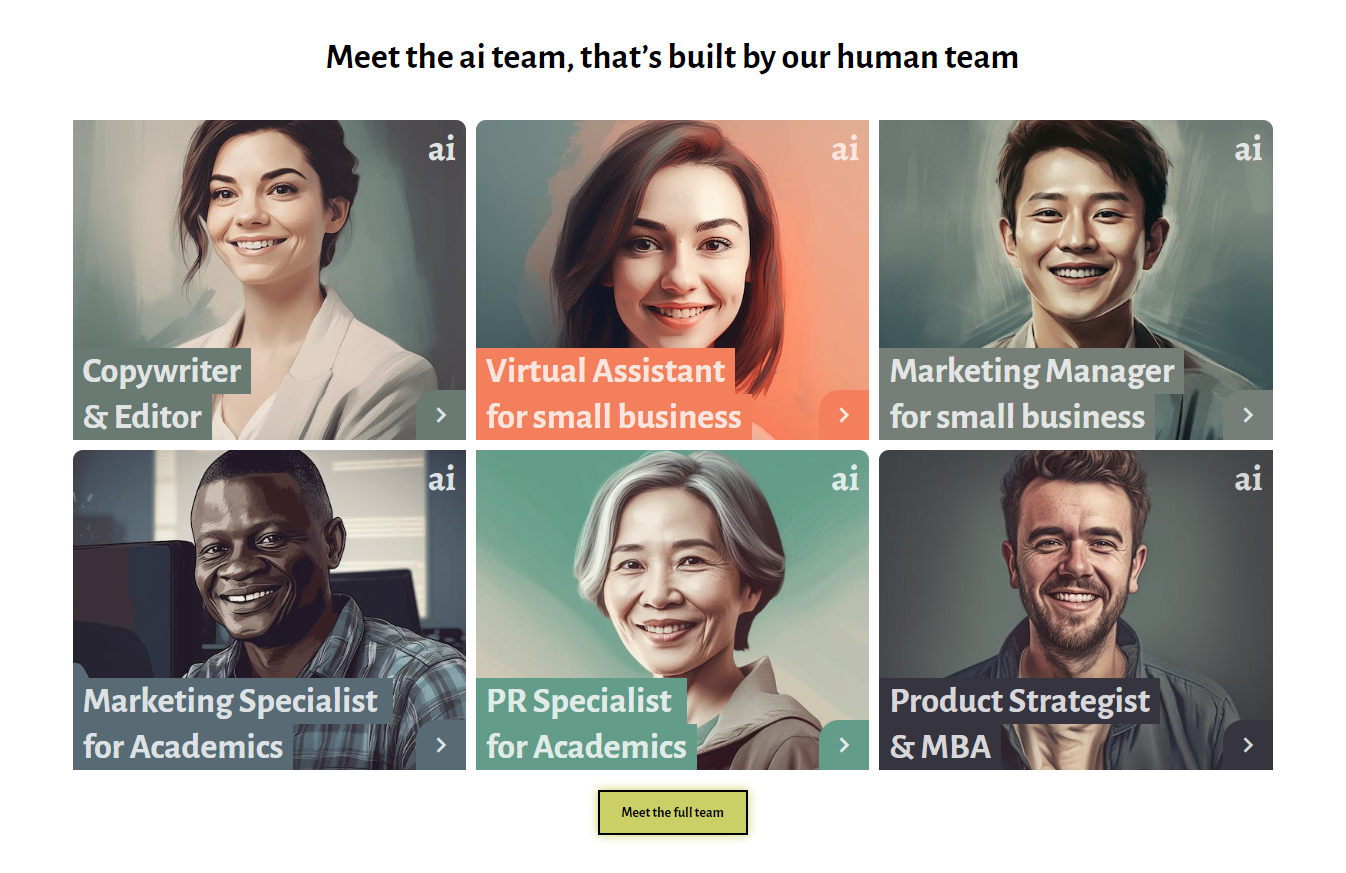 Meet the ai team, that’s built by our human team
ai
Copywriter
& Editor
ai
Virtual Assistant
for small business
ai
Marketing Manager
for small business
ai
Marketing Specialist
for Academics
ai
PR Specialist
for Academics
ai
Product Strategist
& MBA
Meet the full team